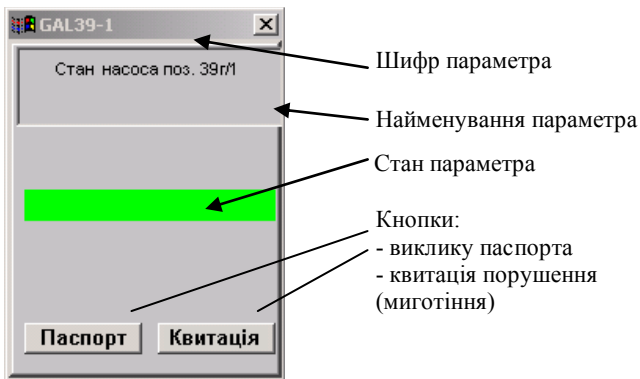 GAL39-1
Стан насоса поз. 39г/1
Шифр параметра
Найменування параметра
Стан параметра
Кнопки:
- виклику паспорта
- квитація порушення
(миготіння)
Паспорт
Квитація